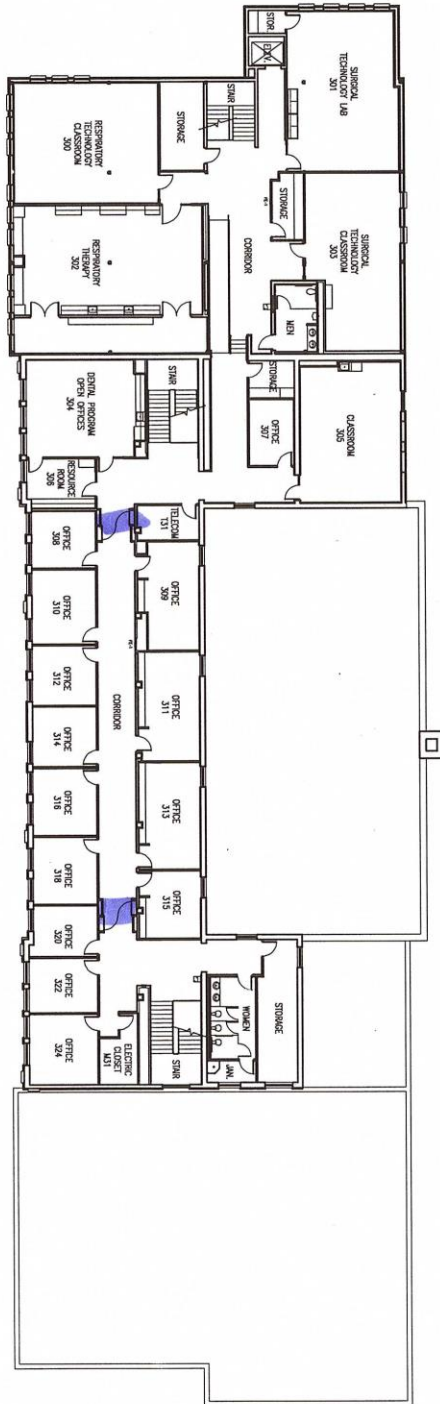 STOR.
ELEV.
SURGICAL
TECHNOLOGY LAB
301
STAIR
STORAGE
RESPIRATORY
TECHNOLOGY
CLASSROOM
300
STORAGE
SURGICAL
TECHNOLOGY
CLASSROOM
303
RESPIRATORY
THERAPY
302
CORRIDOR
MEN
STAIR
STORAGE
DENTAL PROGRAM
OPEN OFFICES
304
OFFICE
307
CLASSROOM
305
RESOURCE
ROOM
306
TELECOM
T31
OFFICE
308
OFFICE
309
OFFICE
310
OFFICE
311
OFFICE
312
CORRIDOR
OFFICE
314
OFFICE
313
OFFICE
316
OFFICE
318
OFFICE
315
OFFICE
320
OFFICE
322
WOMEN
STORAGE
OFFICE
324
ELECTRIC
CLOSET
M31
STAIR
JAN.